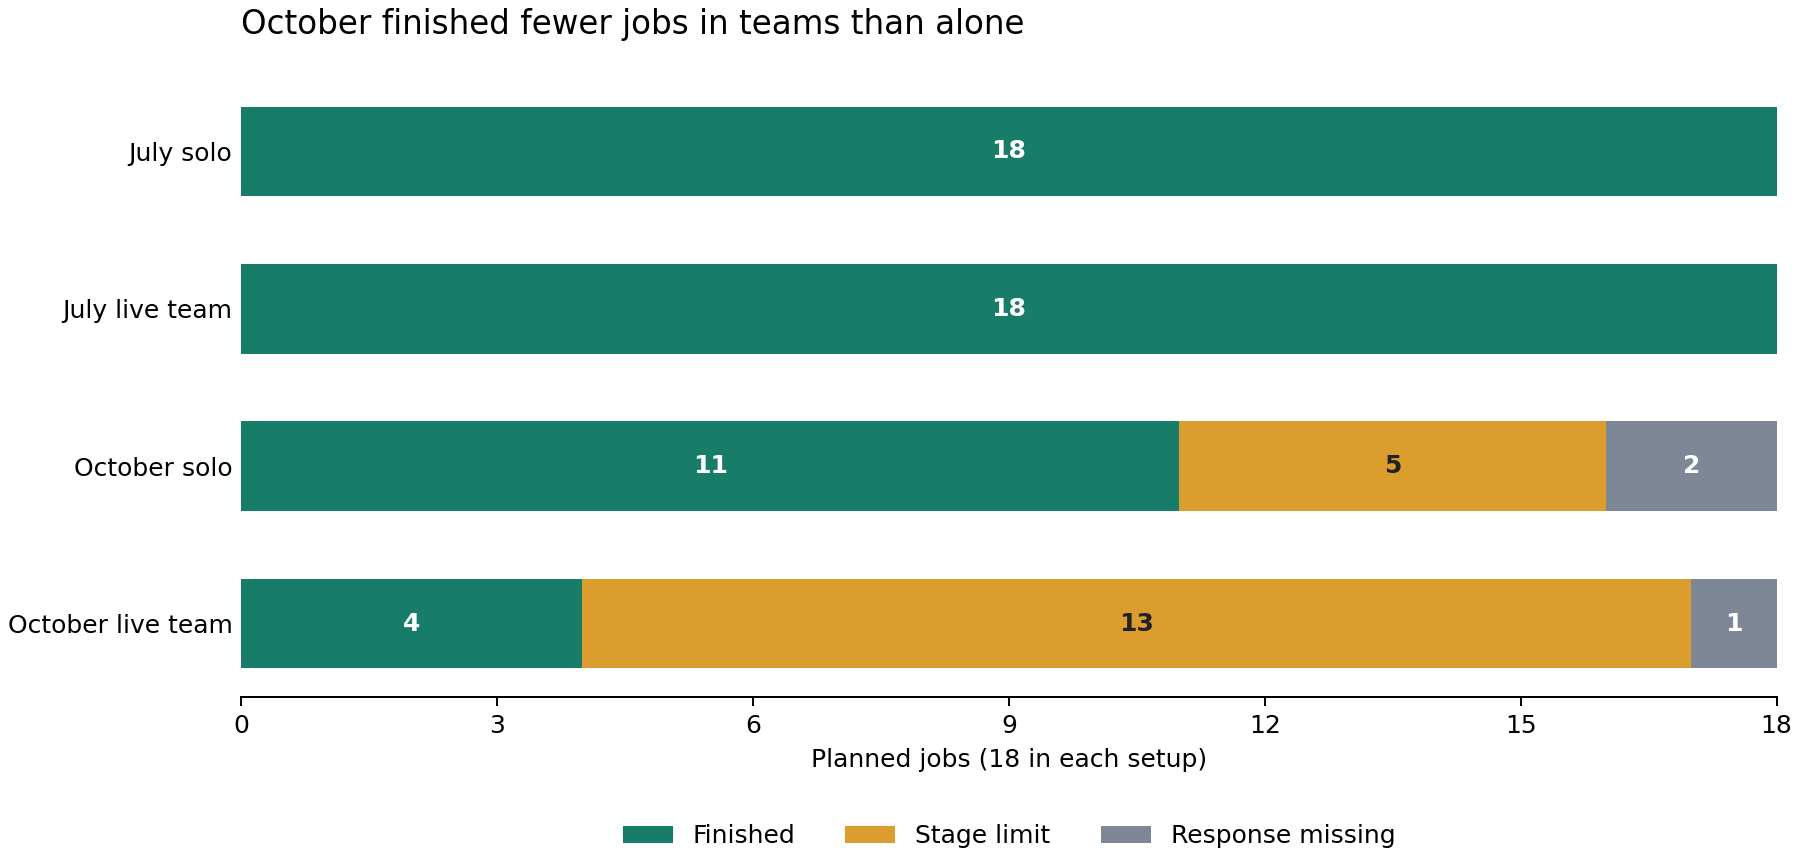 October finished fewer jobs in teams than alone
July solo
18
July live team
18
October solo
11
5
2
October live team
4
13
1
0 3 6 9 12 15 18
Planned jobs (18 in each setup)
Finished Stage limit Response missing